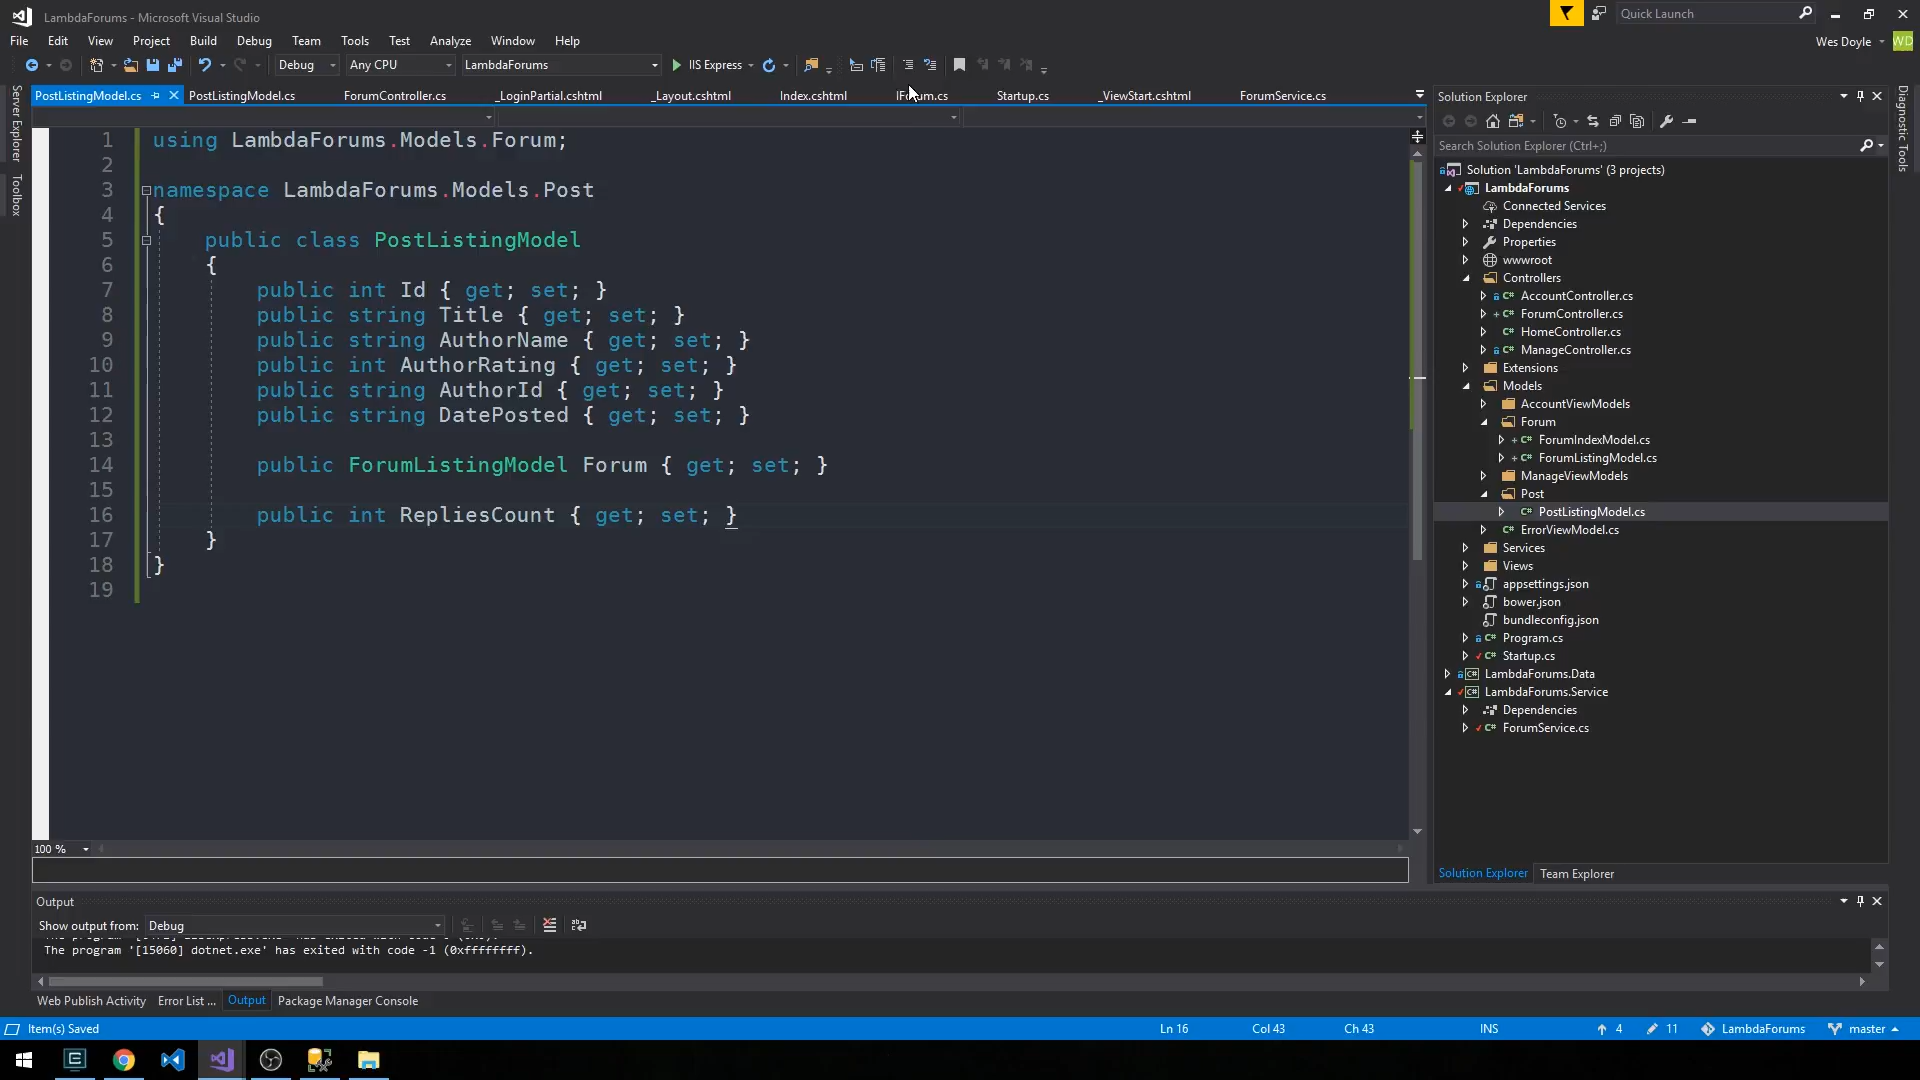 LambdaForums - Microsoft Visual Studio
Quick Launch
File Edit View Project Build Debug Team Tools Test Analyze Window Help
Wes Doyle WD
Debug Any CPU LambdaForums IIS Express
PostListingModel.cs PostListingModel.cs ForumController.cs _LoginPartial.cshtml _Layout.cshtml Index.cshtml IForum.cs Startup.cs _ViewStart.cshtml ForumService.cs
Server Explorer
Toolbox
1 using LambdaForums.Models.Forum;
2
3 namespace LambdaForums.Models.Post
4 {
5 public class PostListingModel
6 {
7 public int Id { get; set; }
8 public string Title { get; set; }
9 public string AuthorName { get; set; }
10 public int AuthorRating { get; set; }
11 public string AuthorId { get; set; }
12 public string DatePosted { get; set; }
13
14 public ForumListingModel Forum { get; set; }
15
16 public int RepliesCount { get; set; }
17 }
18 }
19
100 %
Solution Explorer
Search Solution Explorer (Ctrl+;)
Solution 'LambdaForums' (3 projects)
LambdaForums
Connected Services
Dependencies
Properties
wwwroot
Controllers
AccountController.cs
ForumController.cs
HomeController.cs
ManageController.cs
Extensions
Models
AccountViewModels
Forum
ForumIndexModel.cs
ForumListingModel.cs
ManageViewModels
Post
PostListingModel.cs
ErrorViewModel.cs
Services
Views
appsettings.json
bower.json
bundleconfig.json
Program.cs
Startup.cs
LambdaForums.Data
LambdaForums.Service
Dependencies
ForumService.cs
Solution Explorer Team Explorer
Diagnostic Tools
Output
Show output from: Debug
The program '[15060] dotnet.exe' has exited with code -1 (0xffffffff).
Web Publish Activity Error List ... Output Package Manager Console
Item(s) Saved Ln 16 Col 43 Ch 43 INS 4 11 LambdaForums master